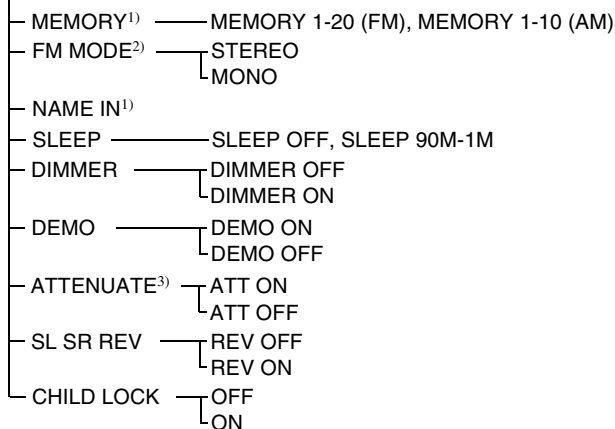 MEMORY1) MEMORY 1-20 (FM), MEMORY 1-10 (AM)
FM MODE2) STEREO
MONO
NAME IN1)
SLEEP SLEEP OFF, SLEEP 90M-1M
DIMMER DIMMER OFF
DIMMER ON
DEMO DEMO ON
DEMO OFF
ATTENUATE3) ATT ON
ATT OFF
SL SR REV REV OFF
REV ON
CHILD LOCK OFF
ON